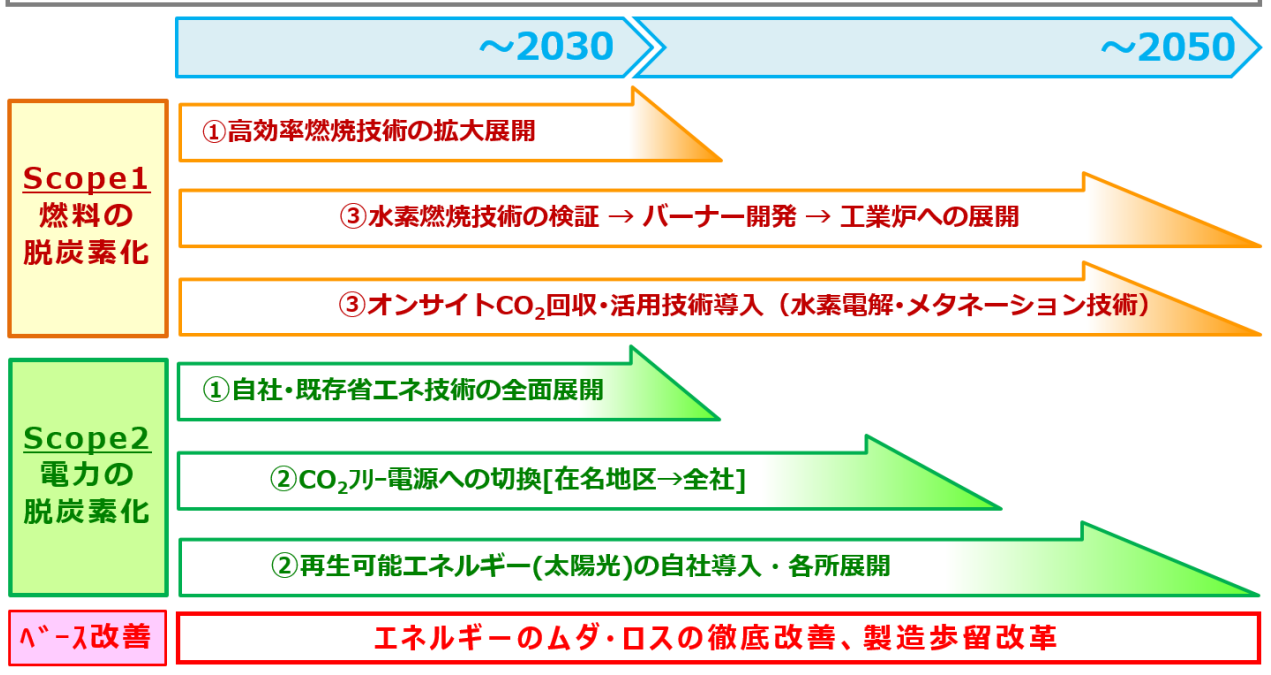 ~2030
~2050
Scope1
燃料の
脱炭素化
①高効率燃焼技術の拡大展開
③水素燃焼技術の検証 → バーナー開発 → 工業炉への展開
③オンサイトCO₂回収・活用技術導入（水素電解・メタネーション技術）
Scope2
電力の
脱炭素化
①自社・既存省エネ技術の全面展開
②CO₂ﾌﾘｰ電源への切換[在名地区→全社]
②再生可能エネルギー(太陽光)の自社導入・各所展開
ﾍﾞｰｽ改善
エネルギーのムダ・ロスの徹底改善、製造歩留改革